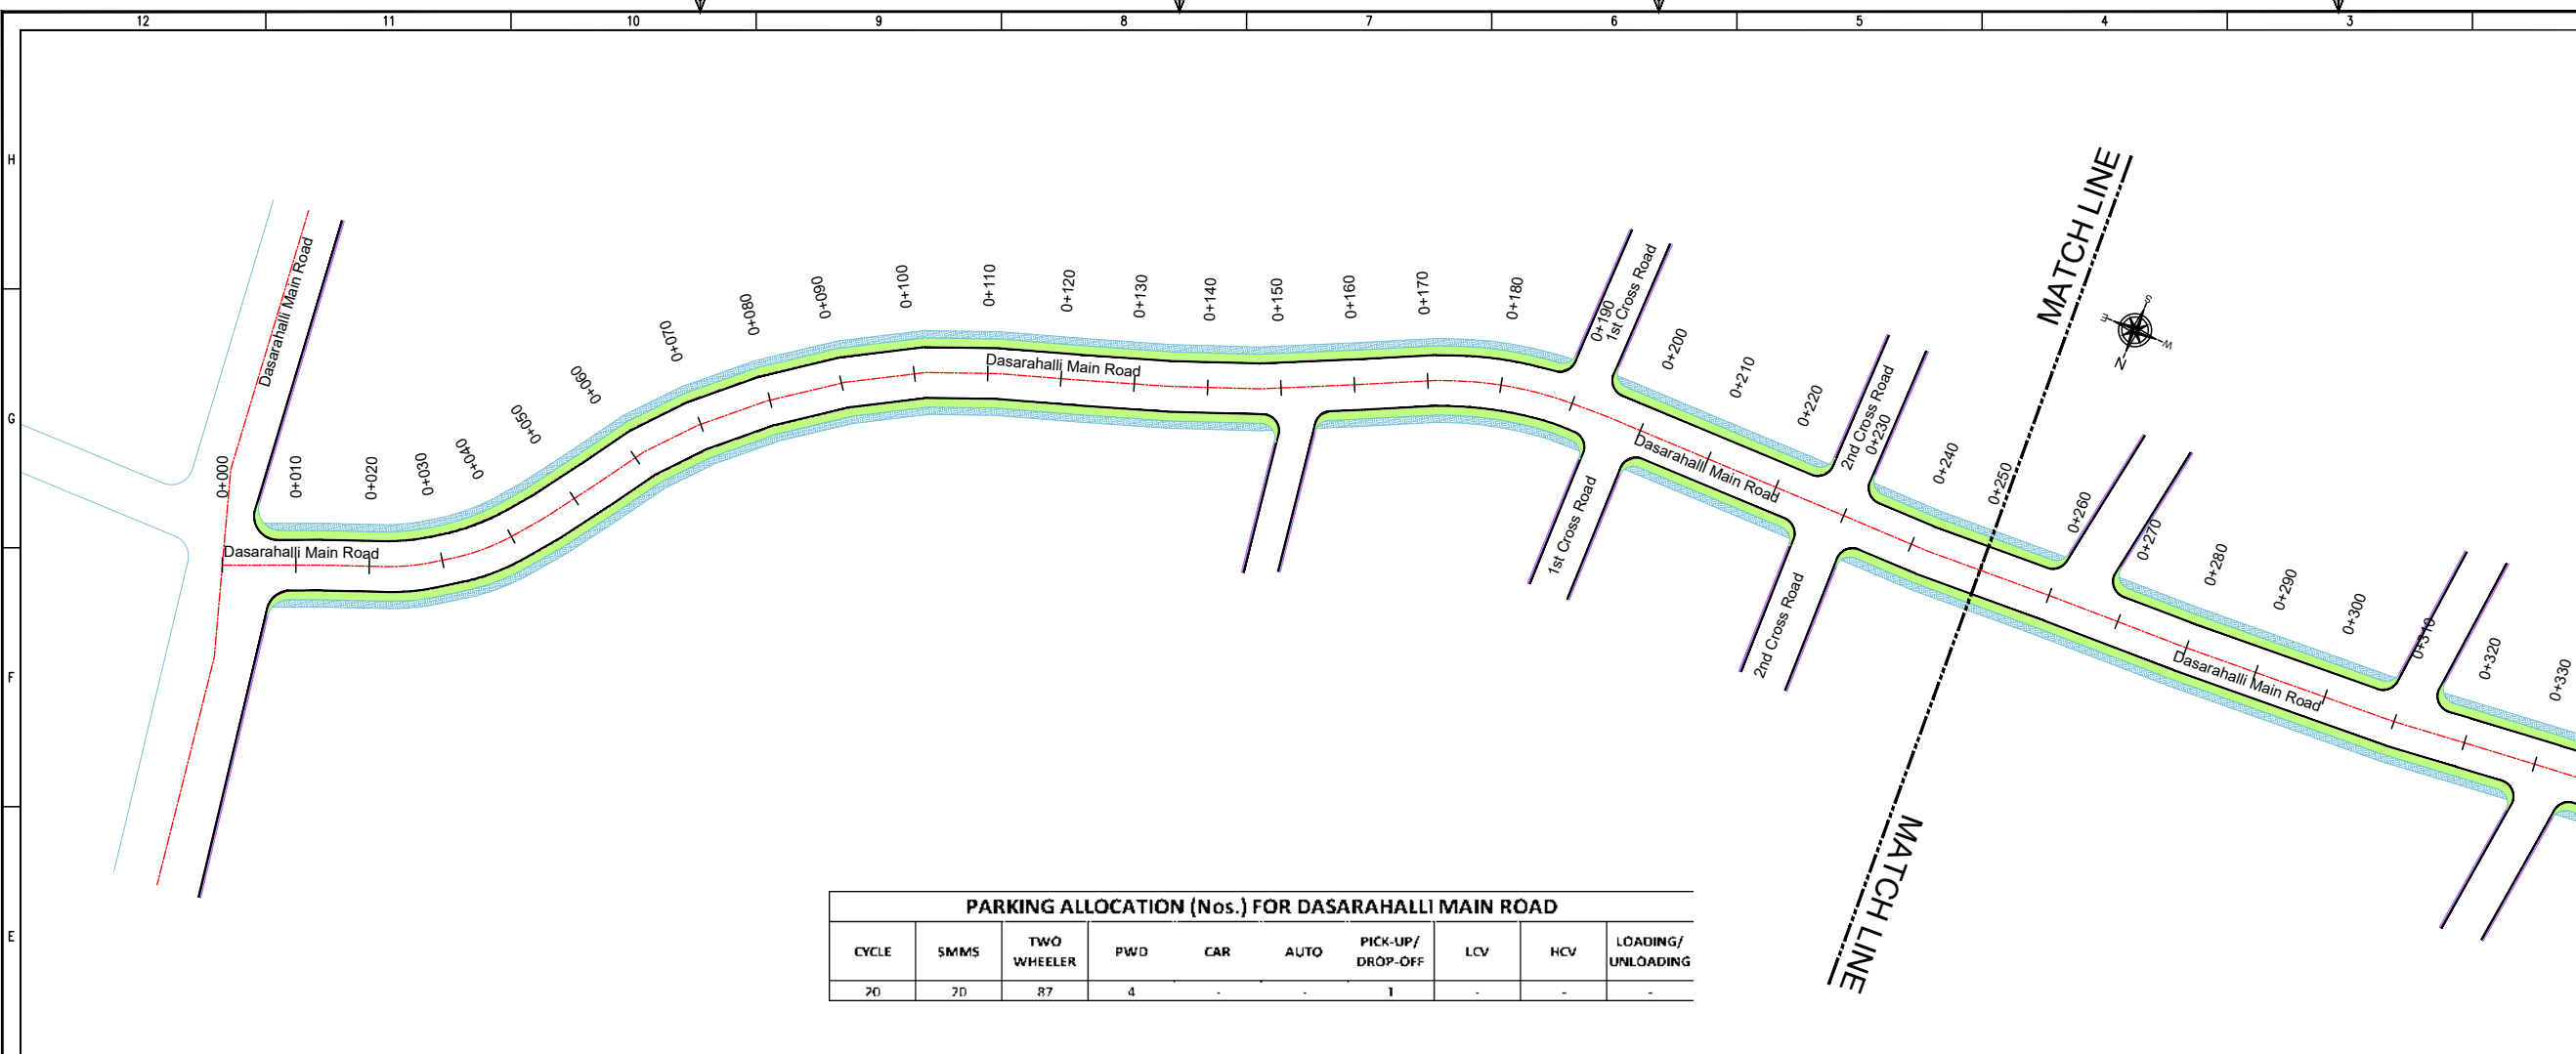 12 11 10 9 8 7 6 5 4 3
H
G
F
E
MATCH LINE
S
E
W
N
Dasarahalli Main Road
0+000
0+010
0+020
0+030
0+040
0+050
0+060
0+070
0+080
0+090
0+100
0+110
0+120
0+130
0+140
0+150
0+160
0+170
0+180
0+190
1st Cross Road
0+200
0+210
0+220
2nd Cross Road
0+230
0+240
0+250
0+260
0+270
0+280
0+290
0+300
0+310
0+320
0+330
Dasarahalli Main Road
Dasarahalli Main Road
Dasarahalli Main Road
Dasarahalli Main Road
1st Cross Road
2nd Cross Road
MATCH LINE
PARKING ALLOCATION (Nos.) FOR DASARAHALLI MAIN ROAD
CYCLE SMMS TWO WHEELER PWD CAR AUTO PICK-UP/ DROP-OFF LCV HCV LOADING/ UNLOADING
20 20 87 4 - - 1 - - -